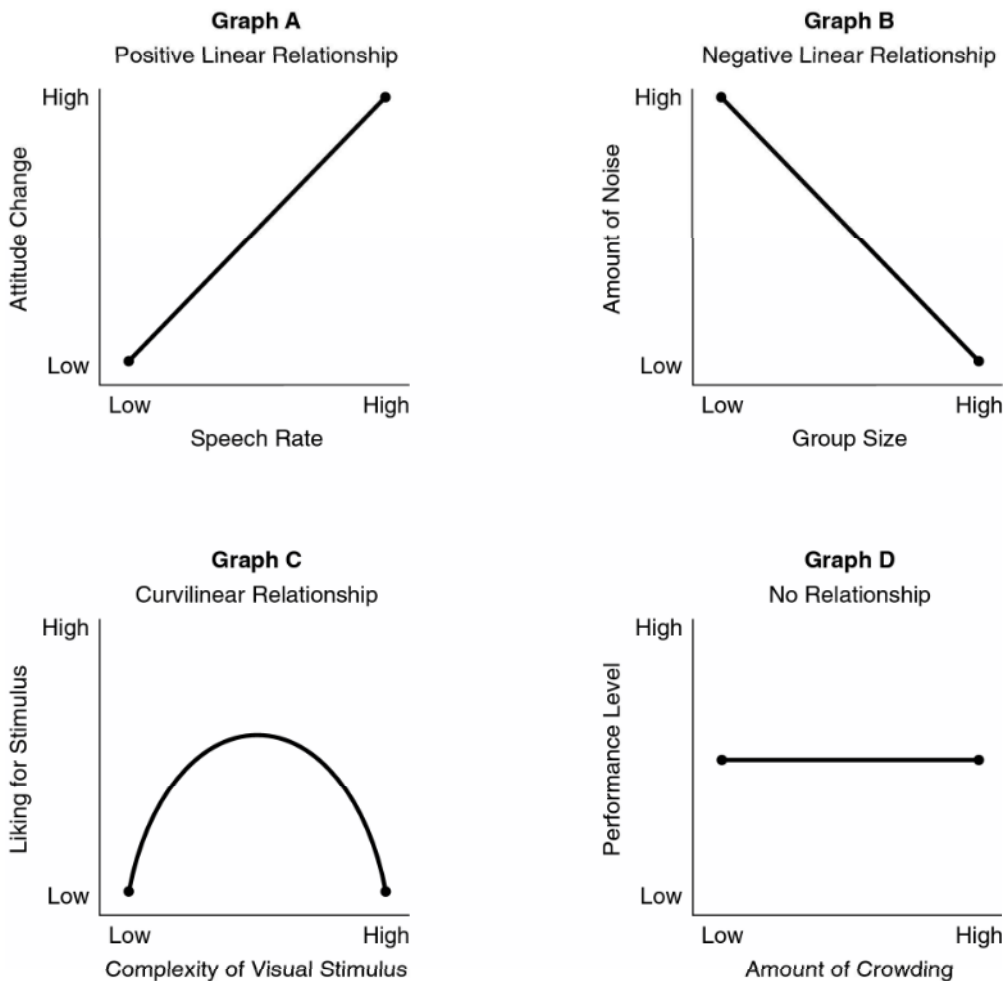 Graph A
Positive Linear Relationship
High
Attitude Change
Low
Low
High
Speech Rate
Graph B
Negative Linear Relationship
High
Amount of Noise
Low
Low
High
Group Size
Graph C
Curvilinear Relationship
High
Liking for Stimulus
Low
Low
High
Complexity of Visual Stimulus
Graph D
No Relationship
High
Performance Level
Low
Low
High
Amount of Crowding